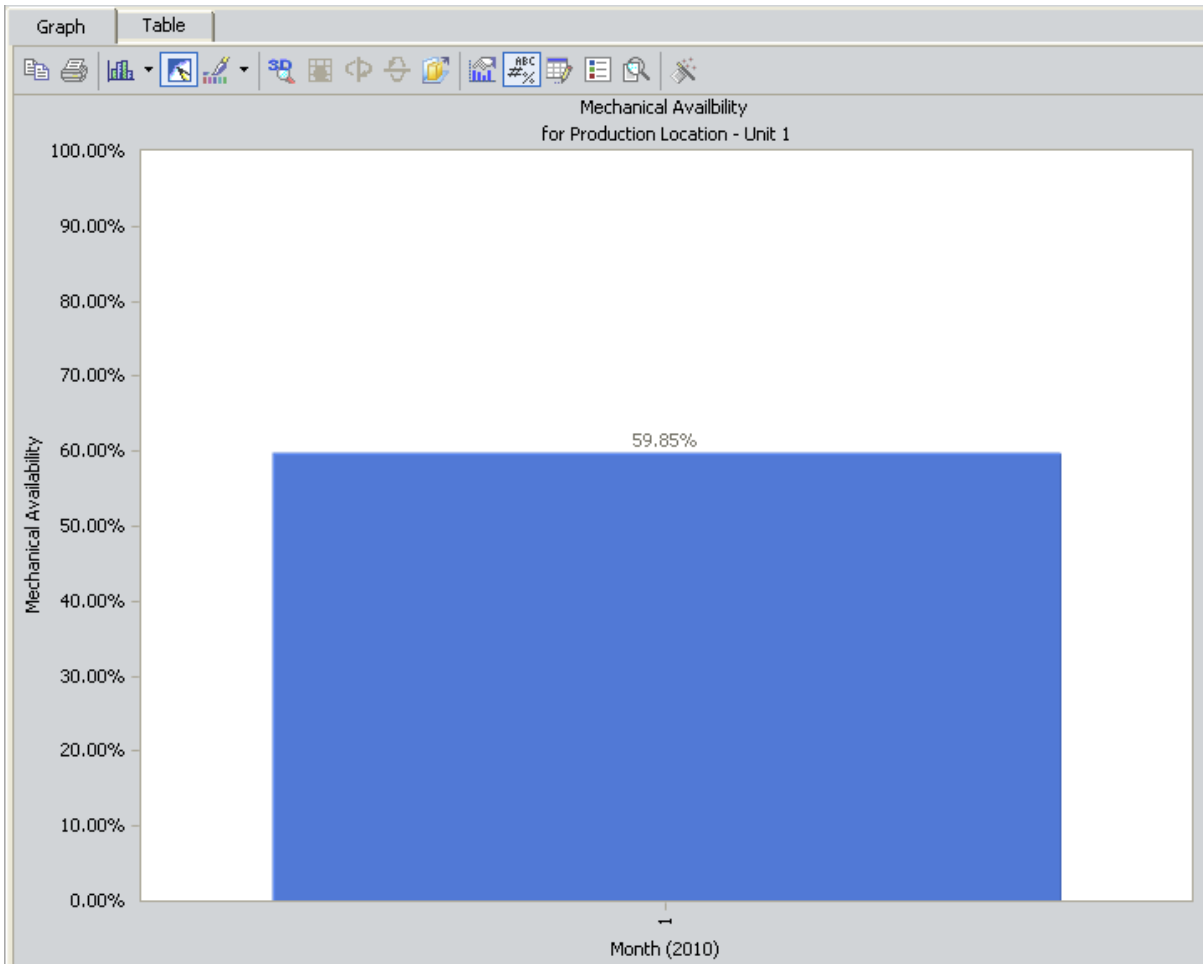 Graph
Table
3D
ABC
#%
Mechanical Availbility
for Production Location - Unit 1
100.00%
90.00%
80.00%
70.00%
60.00%
50.00%
40.00%
30.00%
20.00%
10.00%
0.00%
Mechanical Availability
59.85%
1
Month (2010)